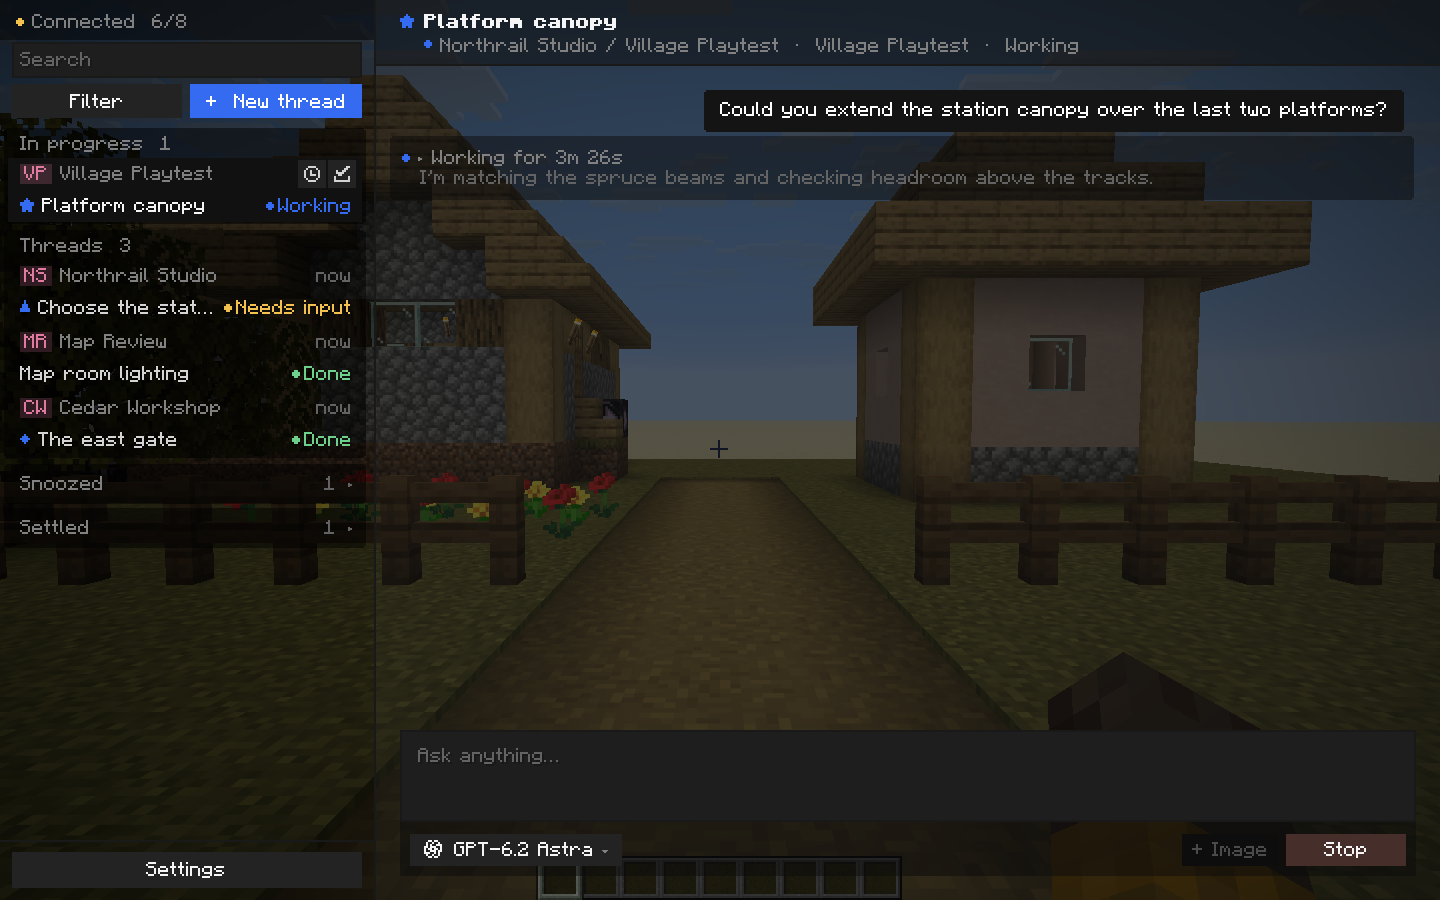 Connected 6/8
Search
Filter
+ New thread
In progress 1
VP Village Playtest
Platform canopy Working
Threads 3
NS Northrail Studio now
Choose the stat... Needs input
MR Map Review now
Map room lighting Done
CW Cedar Workshop now
The east gate Done
Snoozed 1
Settled 1
Settings
Platform canopy
Northrail Studio / Village Playtest · Village Playtest · Working
Could you extend the station canopy over the last two platforms?
Working for 3m 26s
I'm matching the spruce beams and checking headroom above the tracks.
Ask anything...
GPT-6.2 Astra
+ Image
Stop